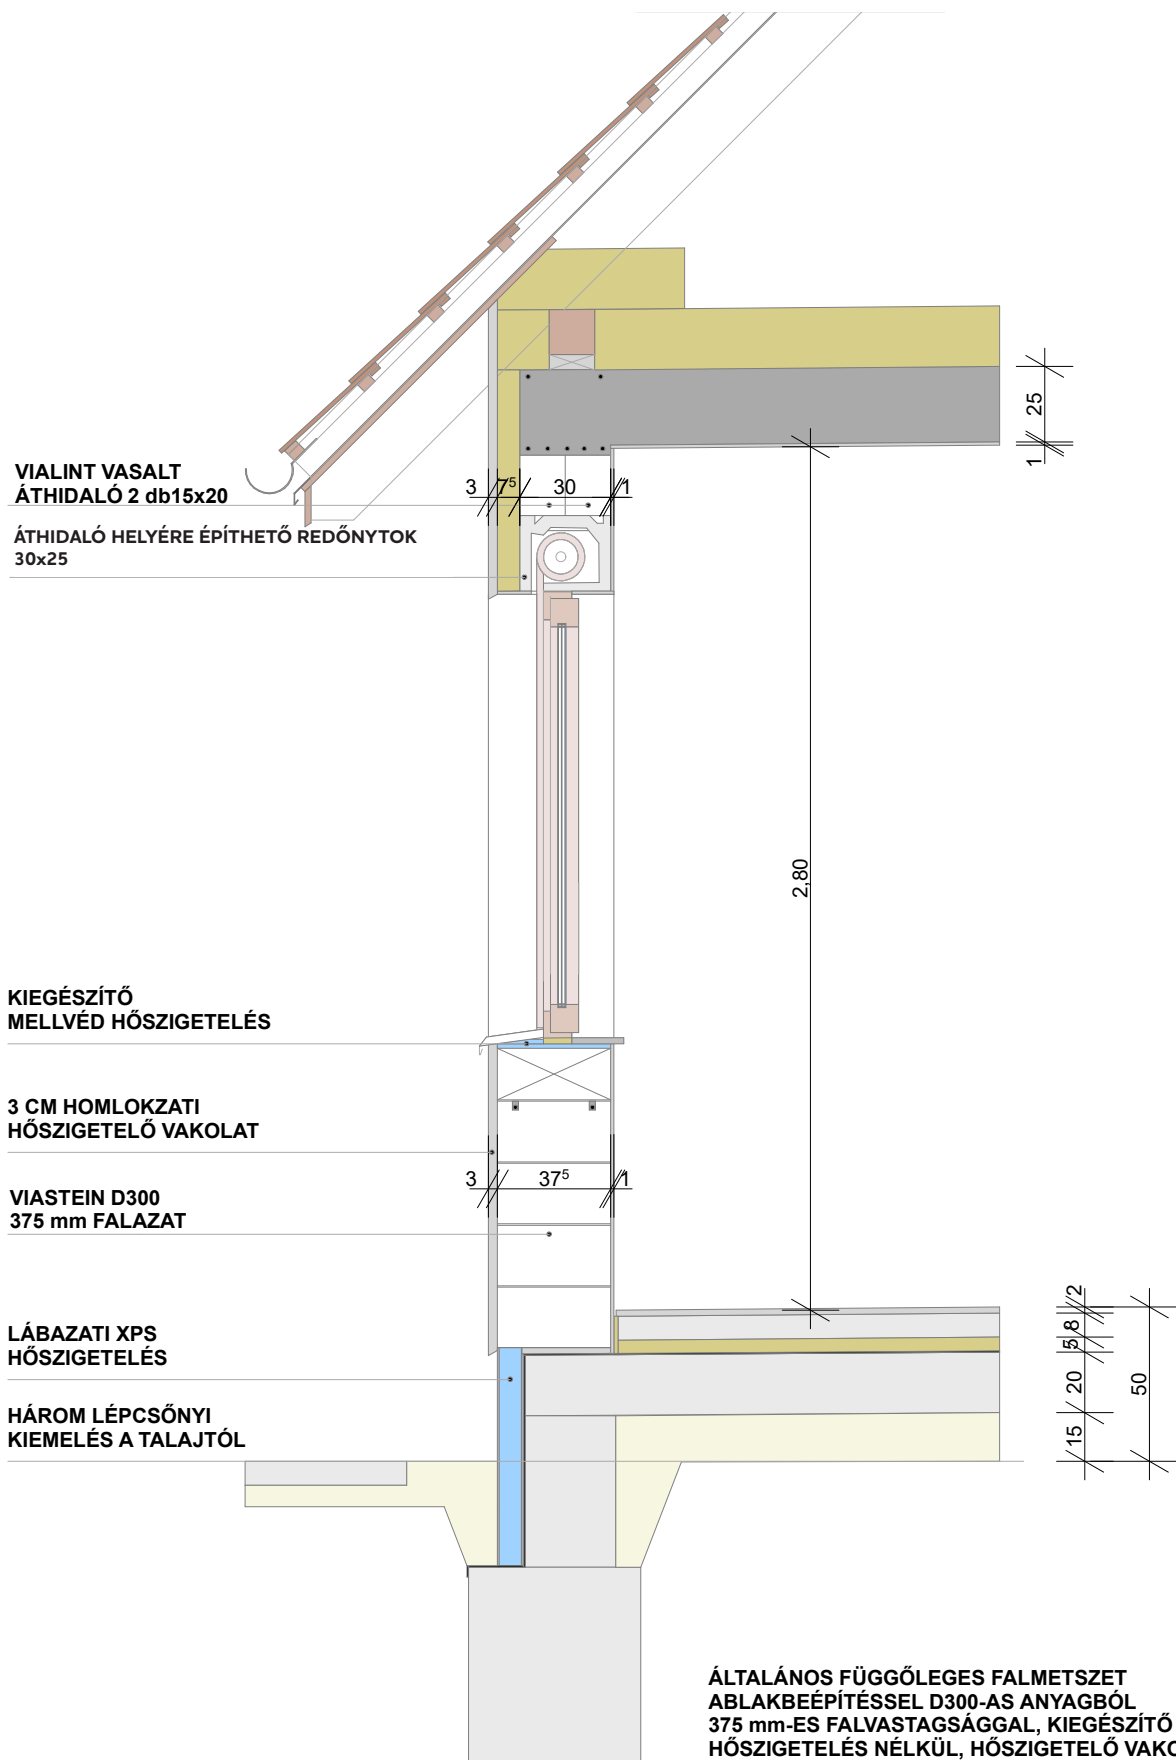 25
1
VIALINT VASALT
ÁTHIDALÓ 2 db15x20
3 7⁵ 30 1
ÁTHIDALÓ HELYÉRE ÉPÍTHETŐ REDŐNYTOK
30x25
2,80
KIEGÉSZÍTŐ
MELLVÉD HŐSZIGETELÉS
3 CM HOMLOKZATI
HŐSZIGETELŐ VAKOLAT
3 37⁵ 1
VIASTEIN D300
375 mm FALAZAT
2
8
5
20
15
50
LÁBAZATI XPS
HŐSZIGETELÉS
HÁROM LÉPCSŐNYI
KIEMELÉS A TALAJTÓL
ÁLTALÁNOS FÜGGŐLEGES FALMETSZET
ABLAKBEÉPÍTÉSSEL D300-AS ANYAGBÓL
375 mm-ES FALVASTAGSÁGGAL, KIEGÉSZÍTŐ
HŐSZIGETELÉS NÉLKÜL, HŐSZIGETELŐ